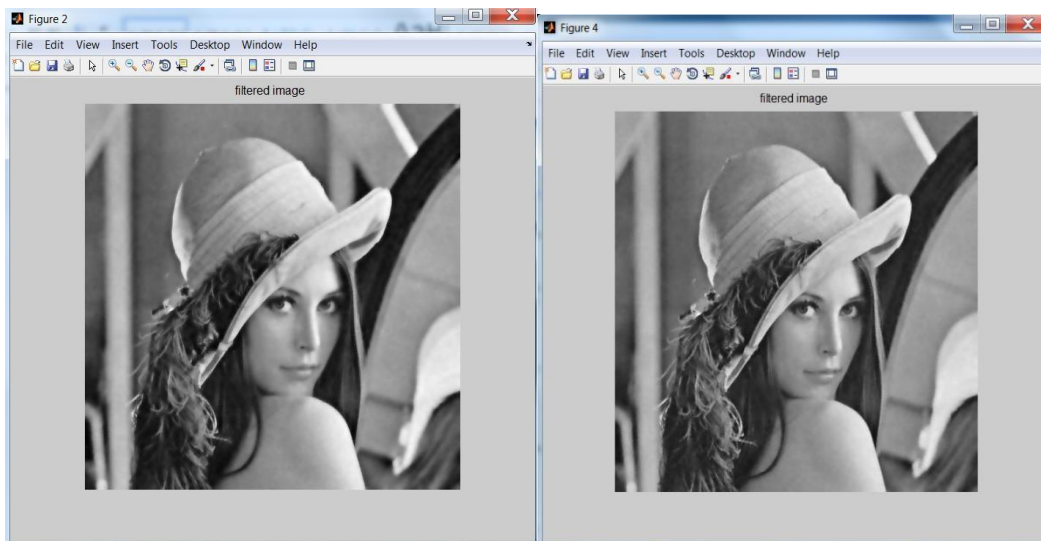 Figure 2
File Edit View Insert Tools Desktop Window Help
filtered image
Figure 4
File Edit View Insert Tools Desktop Window Help
filtered image